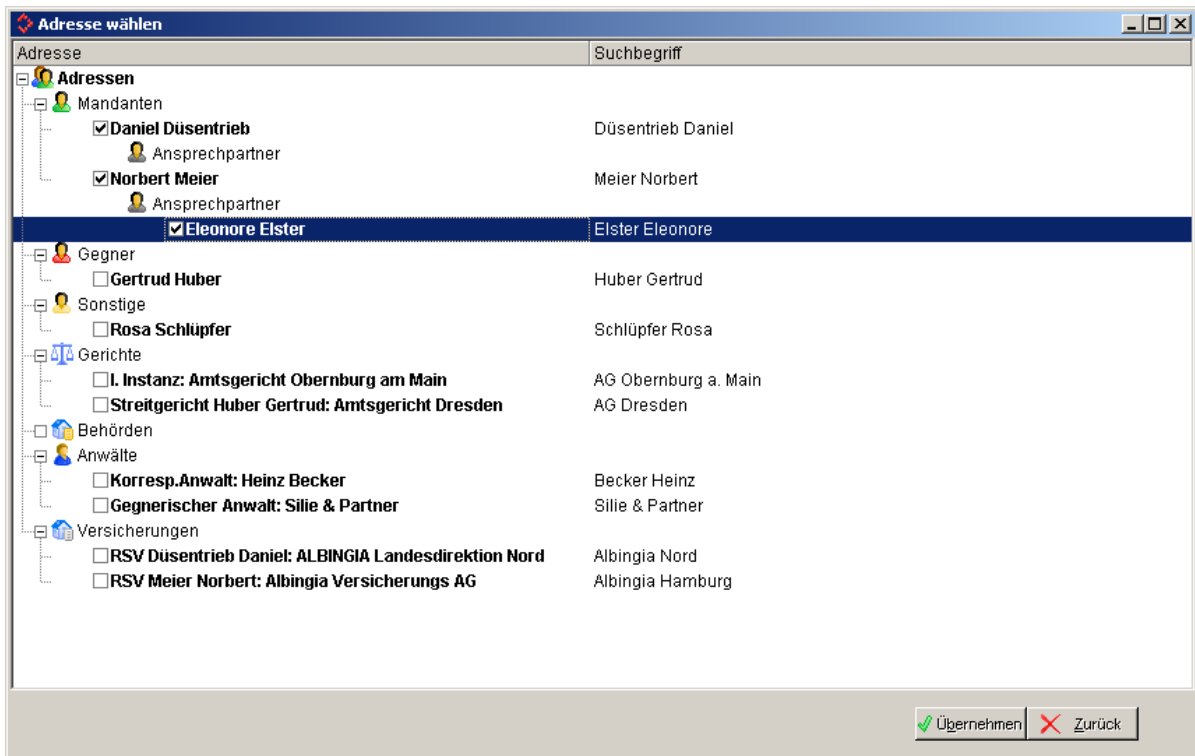 Adresse wählen
Adresse Suchbegriff
Adressen
Mandanten
Daniel Düsentrieb Düsentrieb Daniel
Ansprechpartner
Norbert Meier Meier Norbert
Ansprechpartner
Eleonore Elster Elster Eleonore
Gegner
Gertrud Huber Huber Gertrud
Sonstige
Rosa Schlüpfer Schlüpfer Rosa
Gerichte
I. Instanz: Amtsgericht Obernburg am Main AG Obernburg a. Main
Streitgericht Huber Gertrud: Amtsgericht Dresden AG Dresden
Behörden
Anwälte
Korresp.Anwalt: Heinz Becker Becker Heinz
Gegnerischer Anwalt: Silie & Partner Silie & Partner
Versicherungen
RSV Düsentrieb Daniel: ALBINGIA Landesdirektion Nord Albingia Nord
RSV Meier Norbert: Albingia Versicherungs AG Albingia Hamburg
Übernehmen Zurück